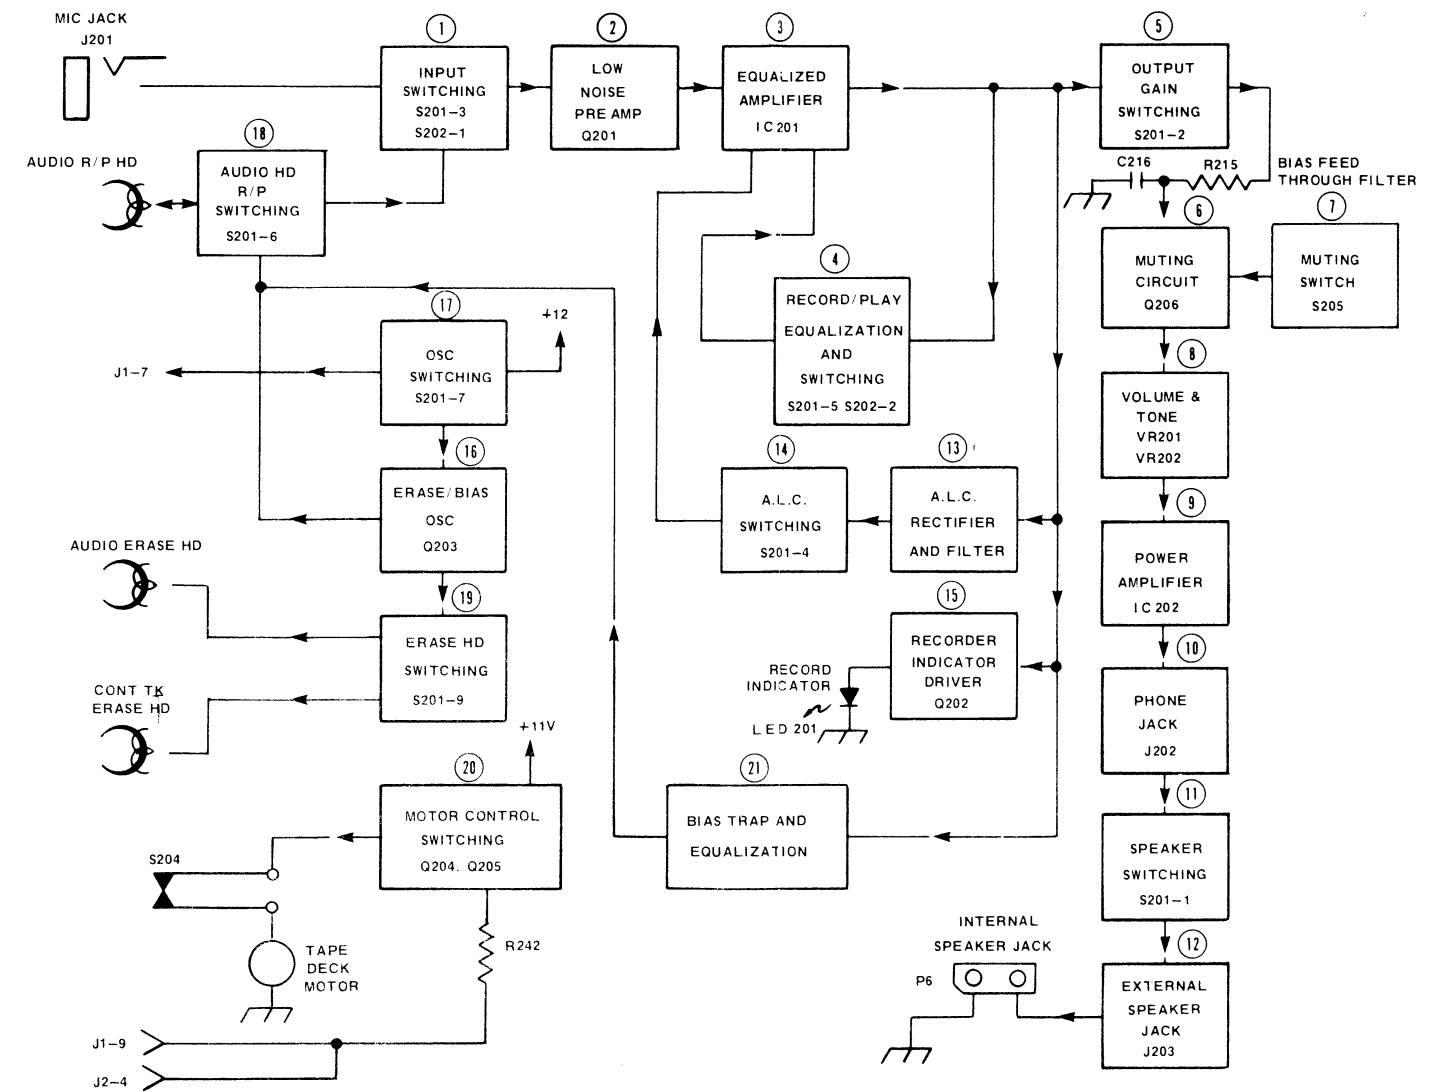 MIC JACK
J201
1
INPUT
SWITCHING
S201-3
S202-1
2
LOW
NOISE
PRE AMP
Q201
3
EQUALIZED
AMPLIFIER
IC201
5
OUTPUT
GAIN
SWITCHING
S201-2
18
AUDIO R/P HD
AUDIO HD
R/P
SWITCHING
S201-6
C216
R215
BIAS FEED
THROUGH FILTER
6
MUTING
CIRCUIT
Q206
7
MUTING
SWITCH
S205
4
RECORD/PLAY
EQUALIZATION
AND
SWITCHING
S201-5 S202-2
17
OSC
SWITCHING
S201-7
+12
J1-7
8
VOLUME &
TONE
VR201
VR202
16
ERASE/BIAS
OSC
Q203
14
A.L.C.
SWITCHING
S201-4
13
A.L.C.
RECTIFIER
AND FILTER
9
POWER
AMPLIFIER
IC202
AUDIO ERASE HD
19
ERASE HD
SWITCHING
S201-9
CONT TK
ERASE HD
15
RECORDER
INDICATOR
DRIVER
Q202
RECORD
INDICATOR
LED 201
10
PHONE
JACK
J202
+11V
20
MOTOR CONTROL
SWITCHING
Q204. Q205
21
BIAS TRAP AND
EQUALIZATION
11
SPEAKER
SWITCHING
S201-1
S204
TAPE
DECK
MOTOR
R242
INTERNAL
SPEAKER JACK
P6
12
EXTERNAL
SPEAKER
JACK
J203
J1-9
J2-4